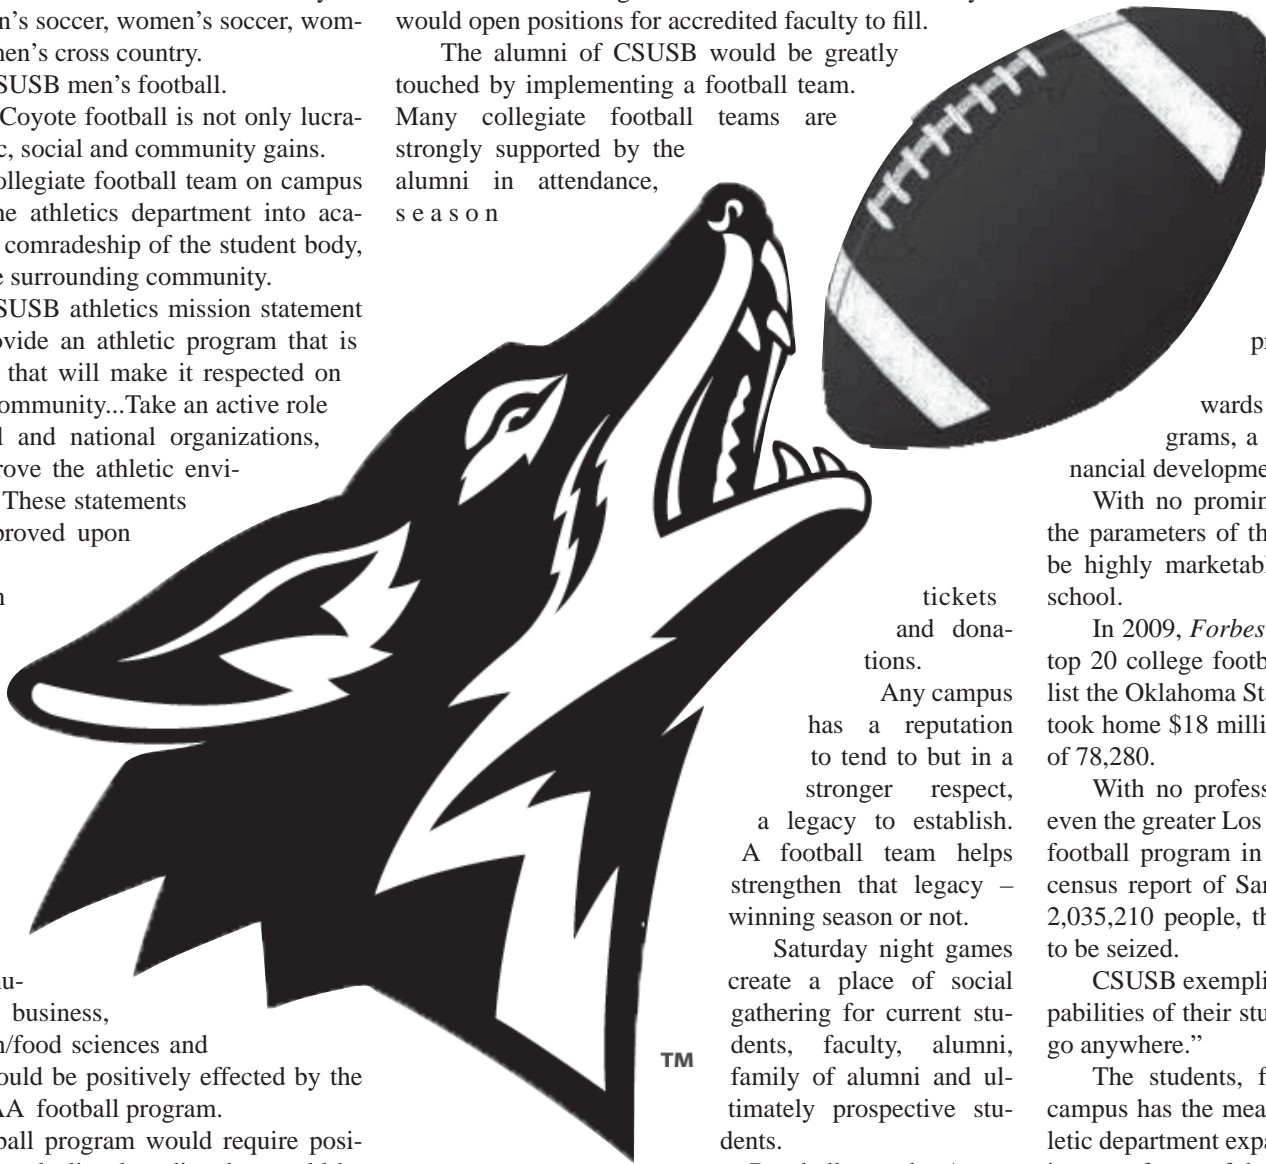 n's soccer, women's soccer, wom-
en's cross country.
SUSB men's football.
Coyote football is not only lucra-
c, social and community gains.
ollegiate football team on campus
ne athletics department into aca-
comradeship of the student body,
e surrounding community.
SUSB athletics mission statement
ovide an athletic program that is
that will make it respected on
ommunity...Take an active role
l and national organizations,
rove the athletic envi-
These statements
proved upon
n
nu-
business,
n/food sciences and
ould be positively effected by the
AA football program.
ball program would require posi-
would open positions for accredited faculty to fill.
The alumni of CSUSB would be greatly
touched by implementing a football team.
Many collegiate football teams are
strongly supported by the
alumni in attendance,
season
tickets
and dona-
tions.
Any campus
has a reputation
to tend to but in a
stronger respect,
a legacy to establish.
A football team helps
strengthen that legacy –
winning season or not.
Saturday night games
create a place of social
gathering for current stu-
dents, faculty, alumni,
family of alumni and ul-
timately prospective stu-
dents.
TM
pr
wards
grams, a
nancial developme
With no promin
the parameters of th
be highly marketabl
school.
In 2009, Forbes
top 20 college footb
list the Oklahoma Sta
took home $18 milli
of 78,280.
With no profess
even the greater Los
football program in
census report of San
2,035,210 people, th
to be seized.
CSUSB exempli
pabilities of their stu
go anywhere.”
The students, f
campus has the mea
letic department expa